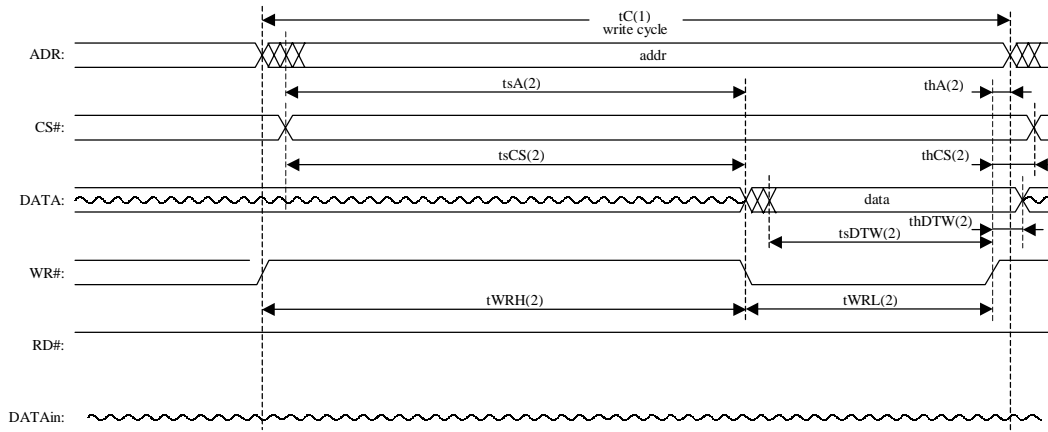 tC(1)
write cycle
ADR:
addr
tsA(2)
thA(2)
CS#:
tsCS(2)
thCS(2)
DATA:
data
thDTW(2)
tsDTW(2)
WR#:
tWRH(2)
tWRL(2)
RD#:
DATAin: